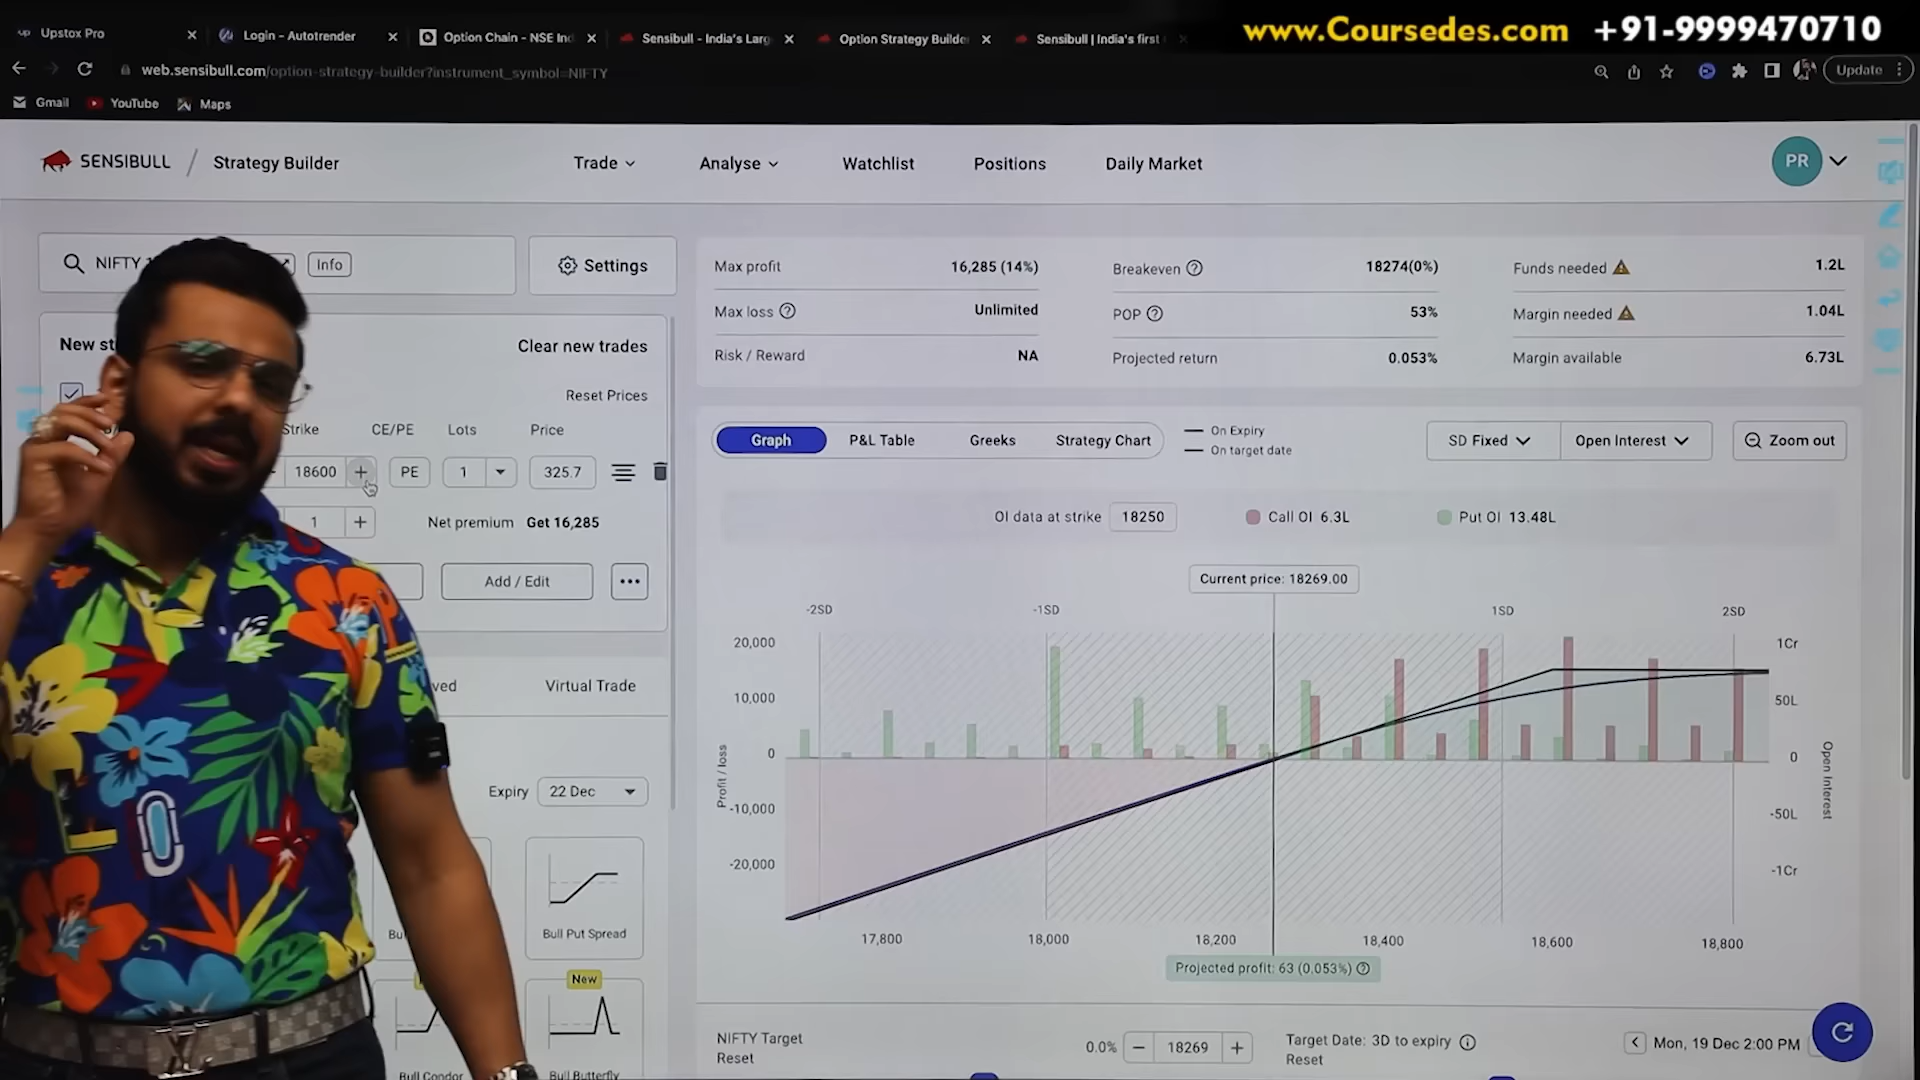 www.Coursedes.com +91-9999470710
Upstox Pro
Login - Autotrender
Option Chain - NSE Ind
Sensibull - India's Larg
Option Strategy Builde
Sensibull | India's first
web.sensibull.com/option-strategy-builder?instrument_symbol=NIFTY
Update
Gmail
YouTube
Maps
SENSIBULL / Strategy Builder
Trade
Analyse
Watchlist
Positions
Daily Market
PR
NIFTY
Info
Settings
New st
Clear new trades
Reset Prices
Strike
CE/PE
Lots
Price
18600 +
PE
1
325.7
1 +
Net premium Get 16,285
Add / Edit
ved
Virtual Trade
Expiry
22 Dec
Bu
Bull Put Spread
New
Bull Condor
Bull Butterfly
Max profit 16,285 (14%)
Max loss Unlimited
Risk / Reward NA
Breakeven 18274(0%)
POP 53%
Projected return 0.053%
Funds needed 1.2L
Margin needed 1.04L
Margin available 6.73L
Graph
P&L Table
Greeks
Strategy Chart
On Expiry
On target date
SD Fixed
Open Interest
Zoom out
OI data at strike 18250
Call OI 6.3L
Put OI 13.48L
Current price: 18269.00
-2SD
-1SD
1SD
2SD
20,000
10,000
0
-10,000
-20,000
Profit / loss
1Cr
50L
0
-50L
-1Cr
Open Interest
17,800
18,000
18,200
18,400
18,600
18,800
Projected profit: 63 (0.053%)
NIFTY Target
Reset
0.0%
− 18269 +
Target Date: 3D to expiry
Reset
Mon, 19 Dec 2:00 PM